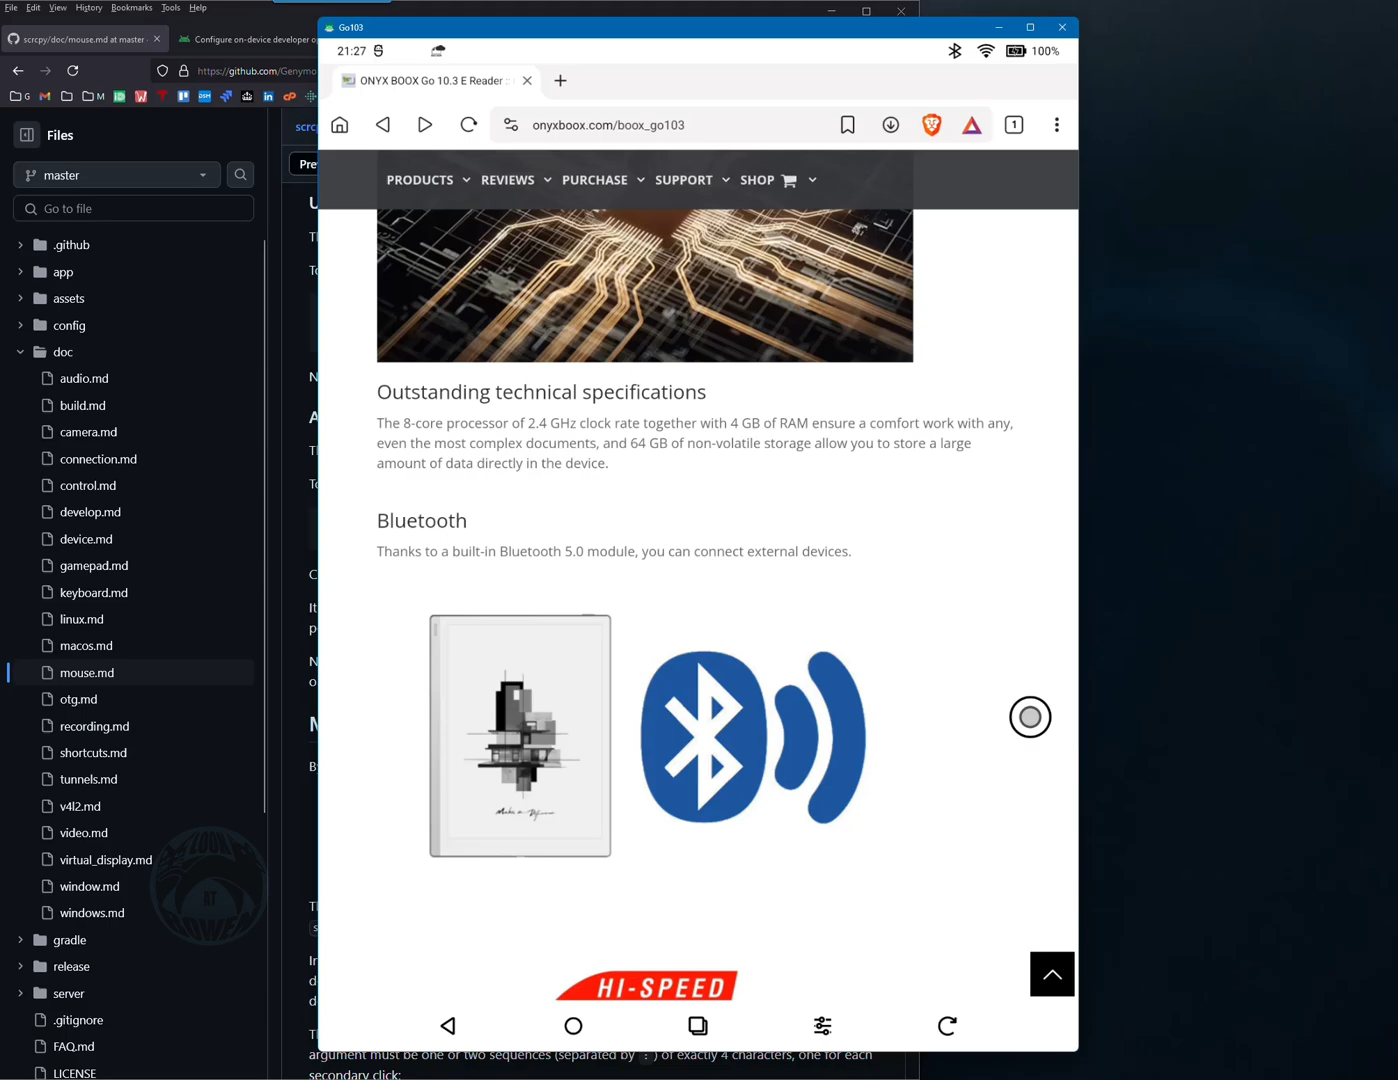 File Edit View History Bookmarks Tools Help
scrcpy/doc/mouse.md at master
Configure on-device developer o
https://github.com/Genymo
G
M
Files
master
Go to file
.github
app
assets
config
doc
audio.md
build.md
camera.md
connection.md
control.md
develop.md
device.md
gamepad.md
keyboard.md
linux.md
macos.md
mouse.md
otg.md
recording.md
shortcuts.md
tunnels.md
v4l2.md
video.md
virtual_display.md
window.md
windows.md
gradle
release
server
.gitignore
FAQ.md
LICENSE
scrc
Pre
argument must be one or two sequences (separated by : ) of exactly 4 characters, one for each
secondary click:
Go103
21:27
100%
ONYX BOOX Go 10.3 E Reader ::
onyxboox.com/boox_go103
1
PRODUCTS REVIEWS PURCHASE SUPPORT SHOP
Outstanding technical specifications
The 8-core processor of 2.4 GHz clock rate together with 4 GB of RAM ensure a comfort work with any,
even the most complex documents, and 64 GB of non-volatile storage allow you to store a large
amount of data directly in the device.
Bluetooth
Thanks to a built-in Bluetooth 5.0 module, you can connect external devices.
HI-SPEED